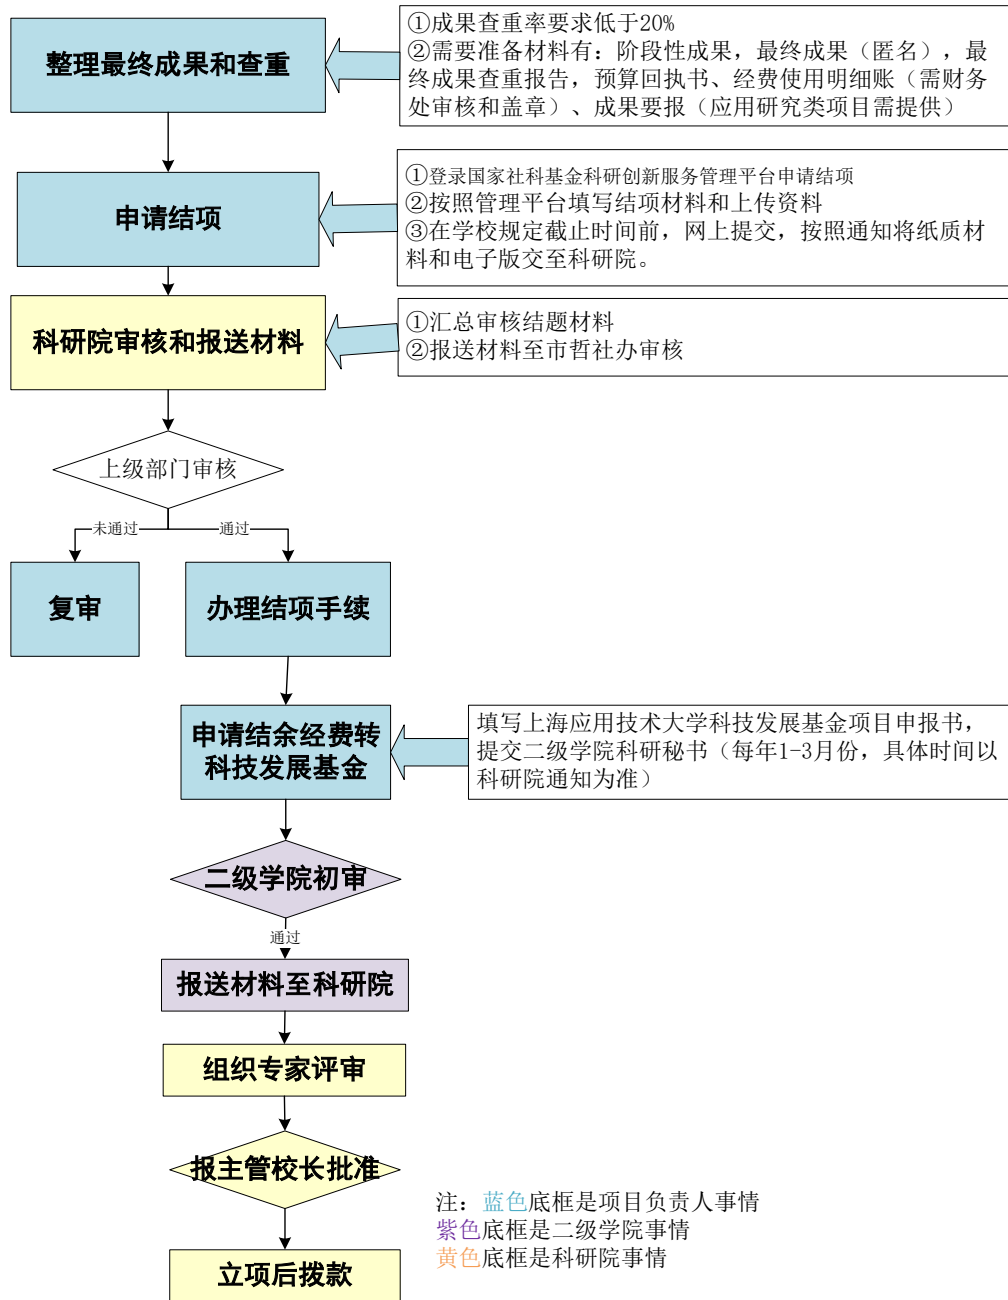 整理最终成果和查重
①成果查重率要求低于20%
②需要准备材料有：阶段性成果，最终成果（匿名），最
终成果查重报告，预算回执书、经费使用明细账（需财务
处审核和盖章）、成果要报（应用研究类项目需提供）
申请结项
①登录国家社科基金科研创新服务管理平台申请结项
②按照管理平台填写结项材料和上传资料
③在学校规定截止时间前，网上提交，按照通知将纸质材
料和电子版交至科研院。
科研院审核和报送材料
①汇总审核结题材料
②报送材料至市哲社办审核
上级部门审核
未通过
通过
复审
办理结项手续
申请结余经费转
科技发展基金
填写上海应用技术大学科技发展基金项目申报书，
提交二级学院科研秘书（每年1-3月份，具体时间以
科研院通知为准）
二级学院初审
通过
报送材料至科研院
组织专家评审
报主管校长批准
立项后拨款
注：蓝色底框是项目负责人事情
紫色底框是二级学院事情
黄色底框是科研院事情